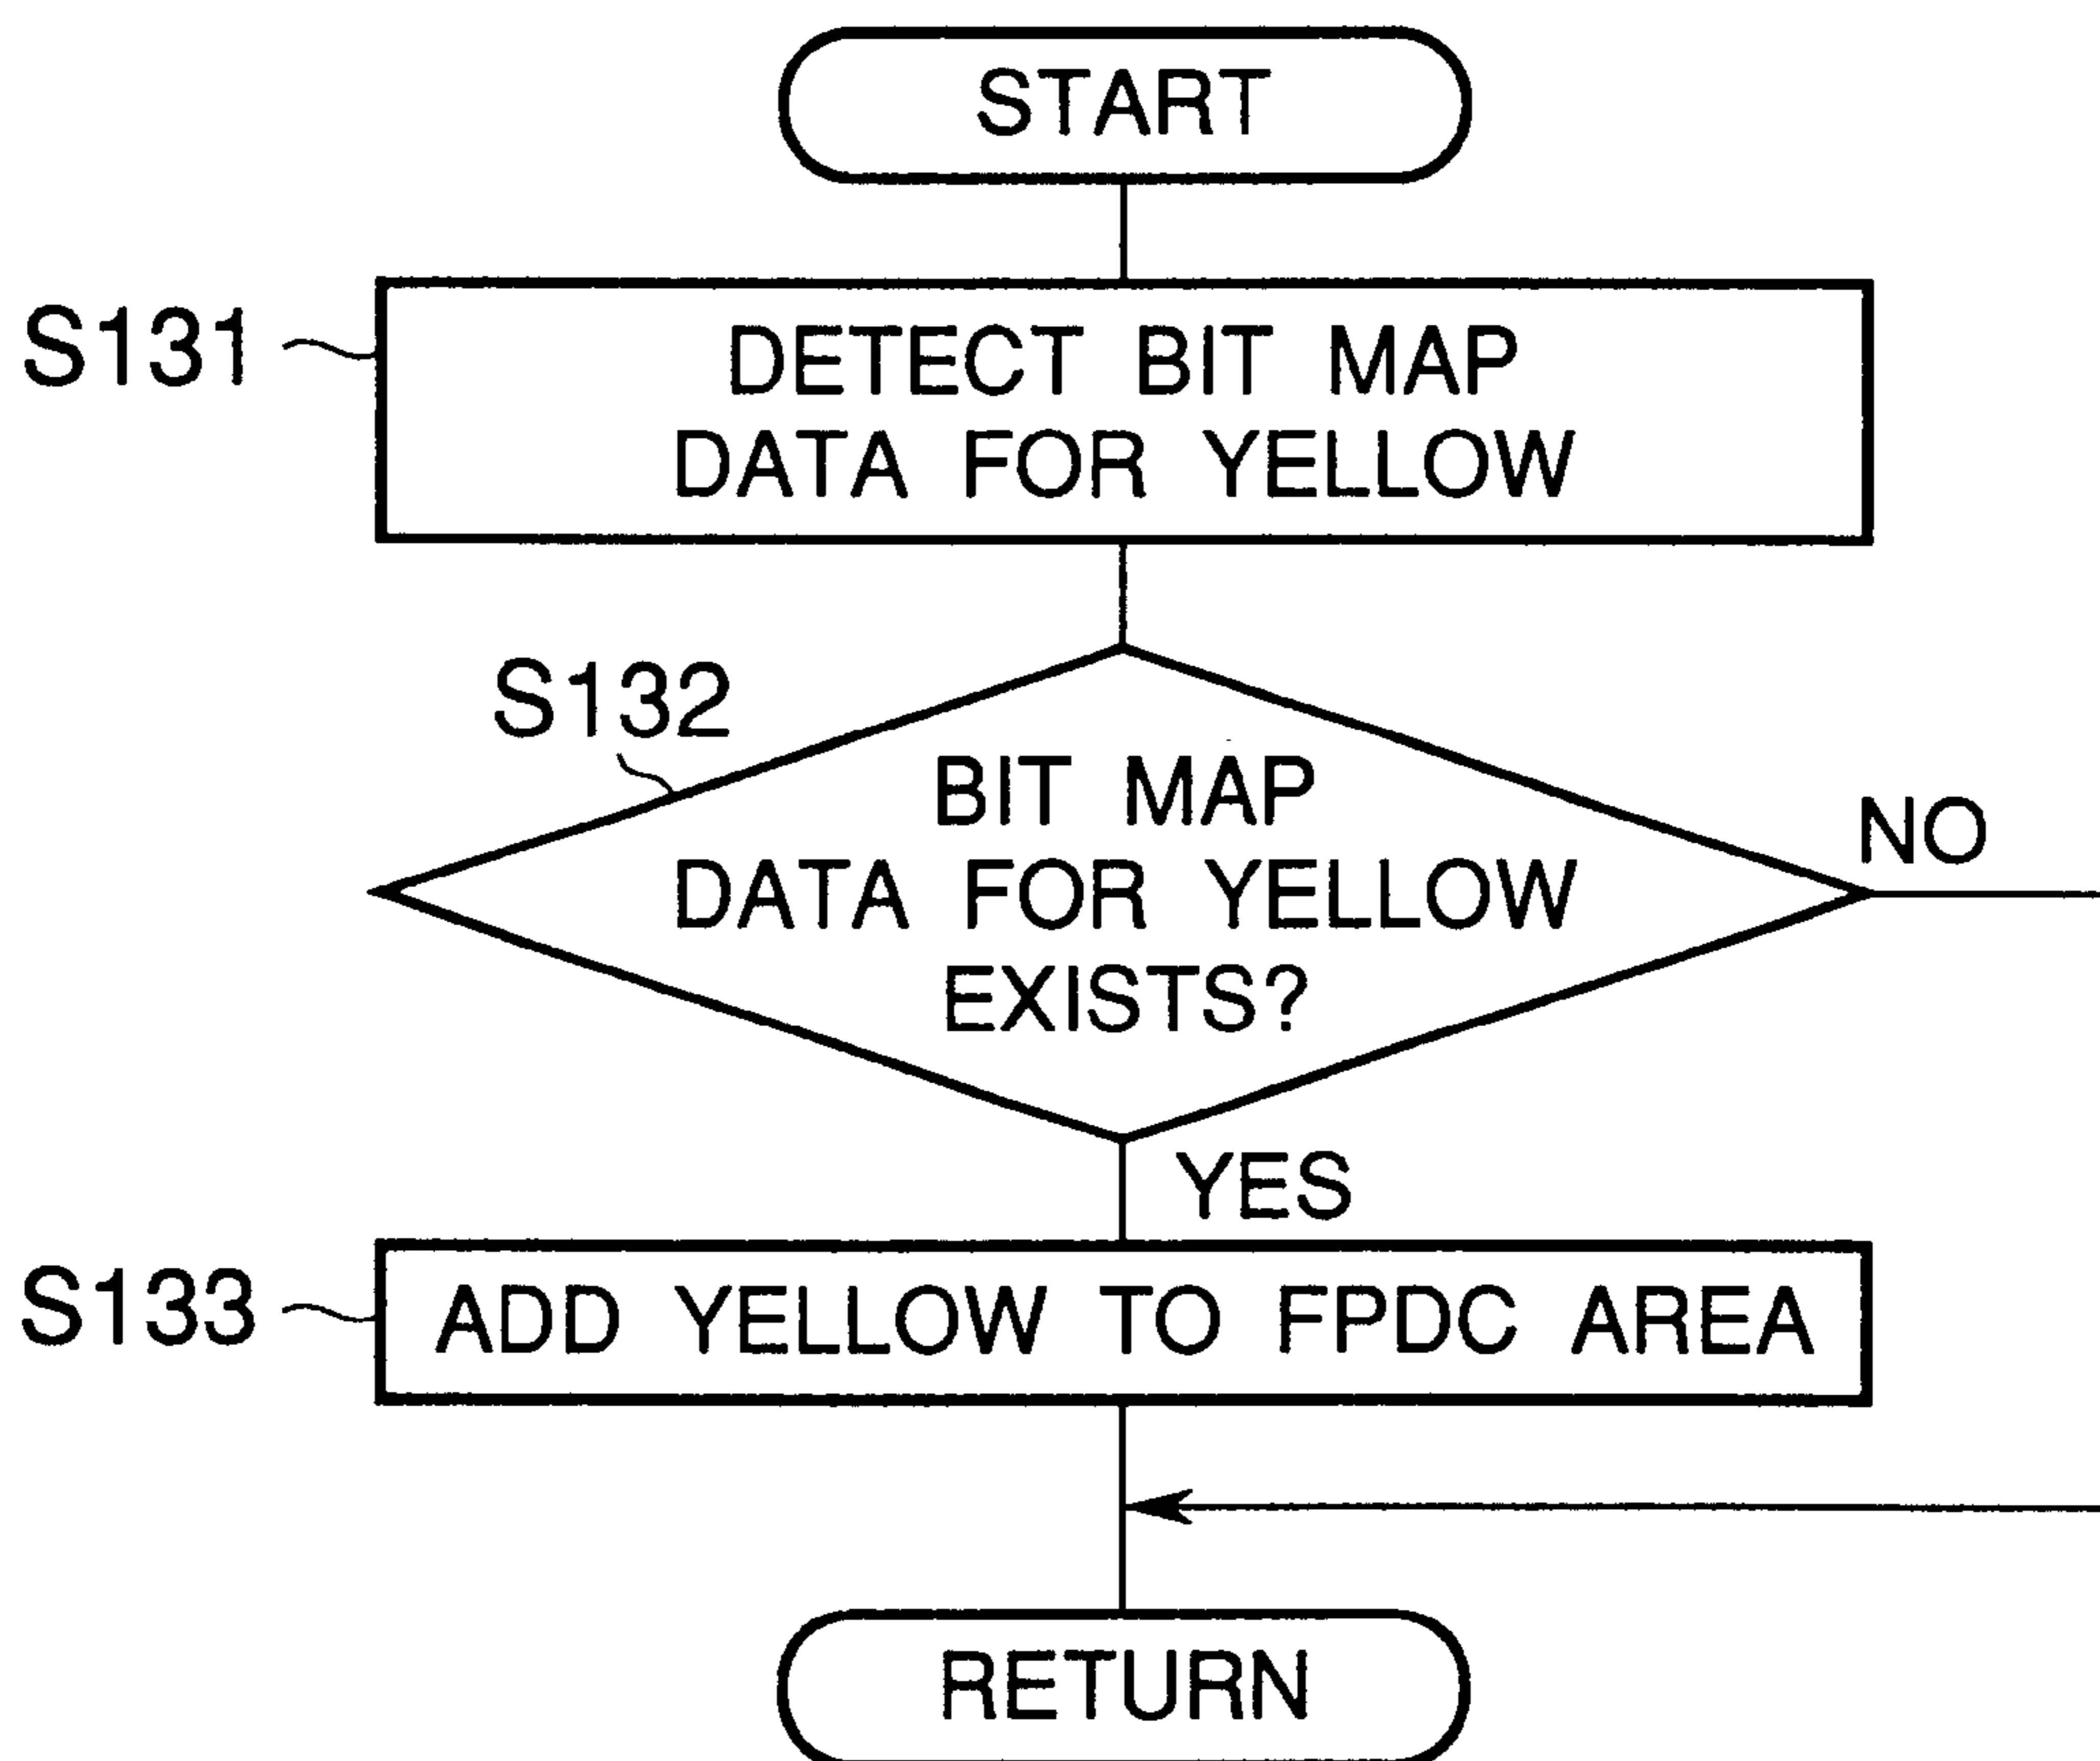 START
S131
DETECT BIT MAP
DATA FOR YELLOW
S132
BIT MAP
DATA FOR YELLOW
EXISTS?
NO
YES
S133
ADD YELLOW TO FPDC AREA
RETURN